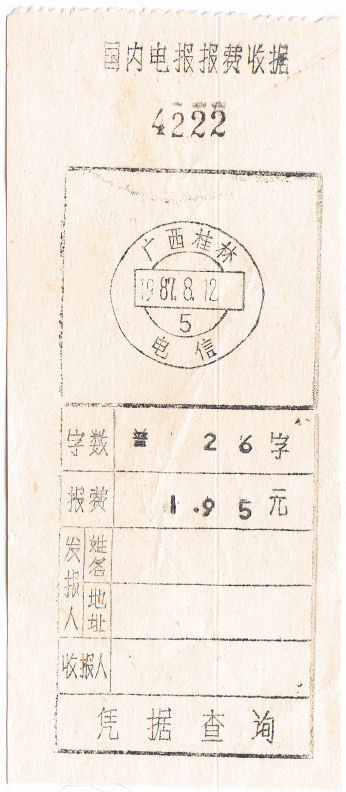 国内电报报费收据
4222
广西桂林
1987.8.12
5
电信
字数 普 26字
报费 1.95元
发报人
姓名
地址
收报人
凭据查询